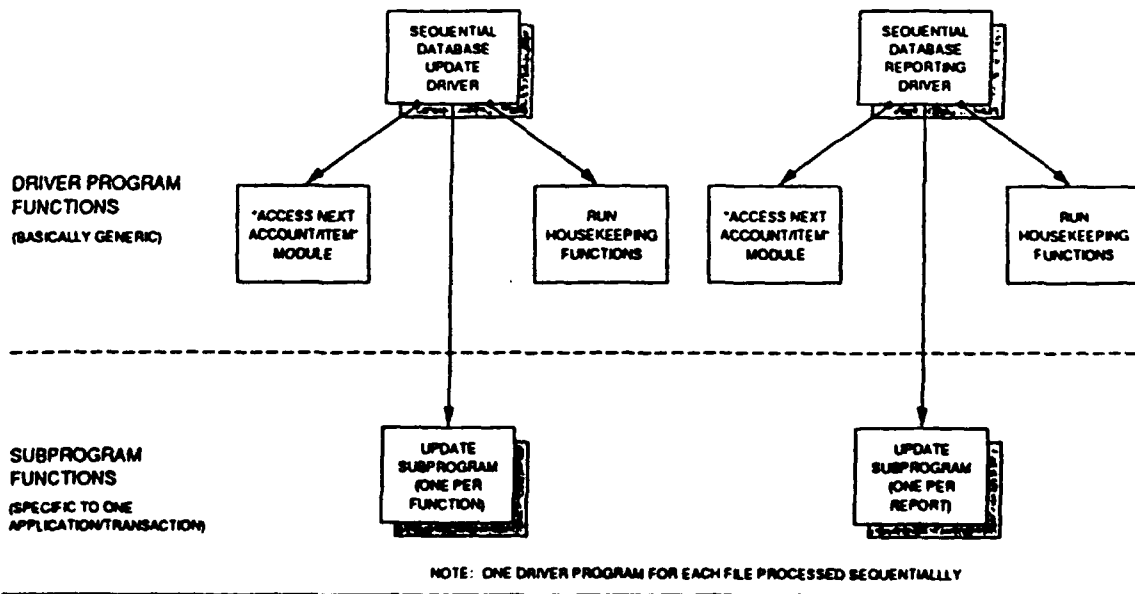 SEQUENTIAL
DATABASE
UPDATE
DRIVER
SEQUENTIAL
DATABASE
REPORTING
DRIVER
DRIVER PROGRAM
FUNCTIONS
(BASICALLY GENERIC)
"ACCESS NEXT
ACCOUNT/ITEM"
MODULE
RUN
HOUSEKEEPING
FUNCTIONS
"ACCESS NEXT
ACCOUNT/ITEM"
MODULE
RUN
HOUSEKEEPING
FUNCTIONS
SUBPROGRAM
FUNCTIONS
(SPECIFIC TO ONE
APPLICATION/TRANSACTION)
UPDATE
SUBPROGRAM
(ONE PER
FUNCTION)
UPDATE
SUBPROGRAM
(ONE PER
REPORT)
NOTE: ONE DRIVER PROGRAM FOR EACH FILE PROCESSED SEQUENTIALLLY